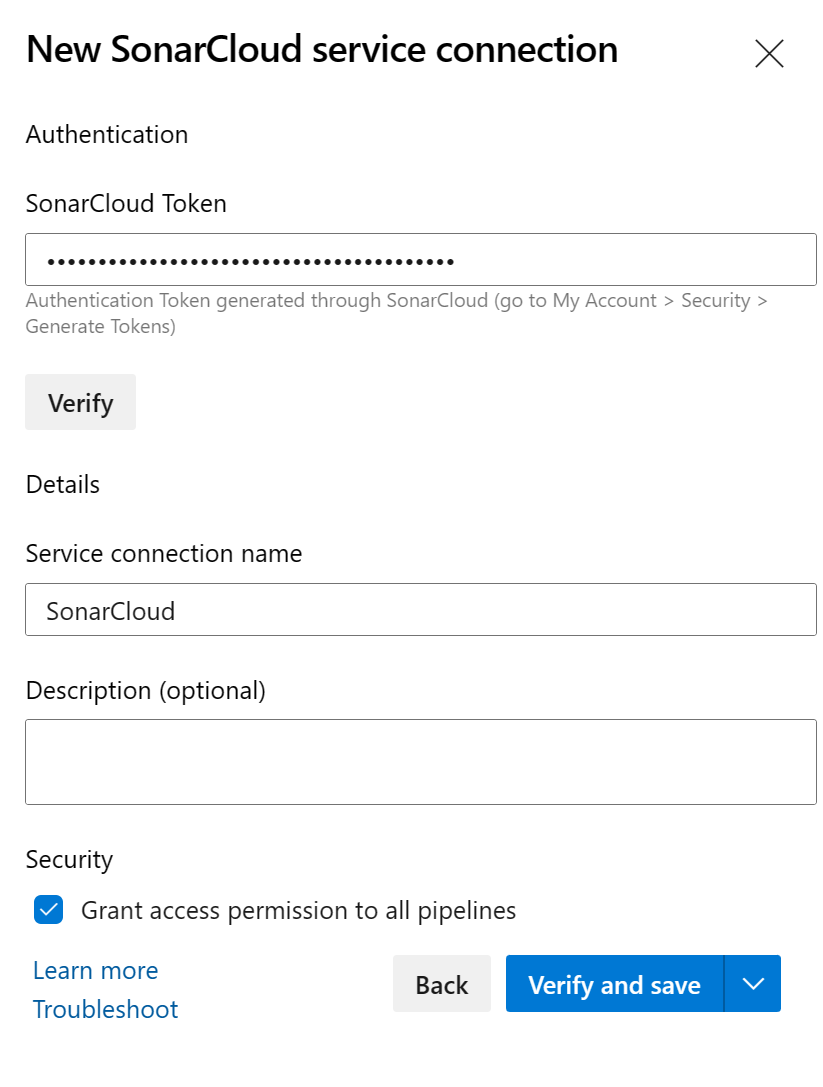 New SonarCloud service connection
Authentication
SonarCloud Token
••••••••••••••••••••••••••••••••••••••••
Authentication Token generated through SonarCloud (go to My Account > Security >
Generate Tokens)
Verify
Details
Service connection name
SonarCloud
Description (optional)
Security
Grant access permission to all pipelines
Learn more
Back
Verify and save
Troubleshoot